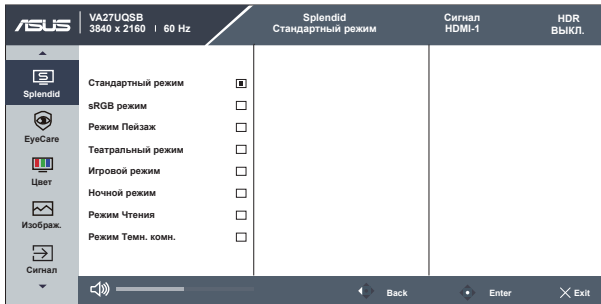 ASUS
VA27UQSB
3840 x 2160 | 60 Hz
Splendid
Стандартный режим
Сигнал
HDMI-1
HDR
ВЫКЛ.
Splendid
EyeCare
Цвет
Изображ.
Сигнал
Стандартный режим
sRGB режим
Режим Пейзаж
Театральный режим
Игровой режим
Ночной режим
Режим Чтения
Режим Темн. комн.
Back
Enter
Exit